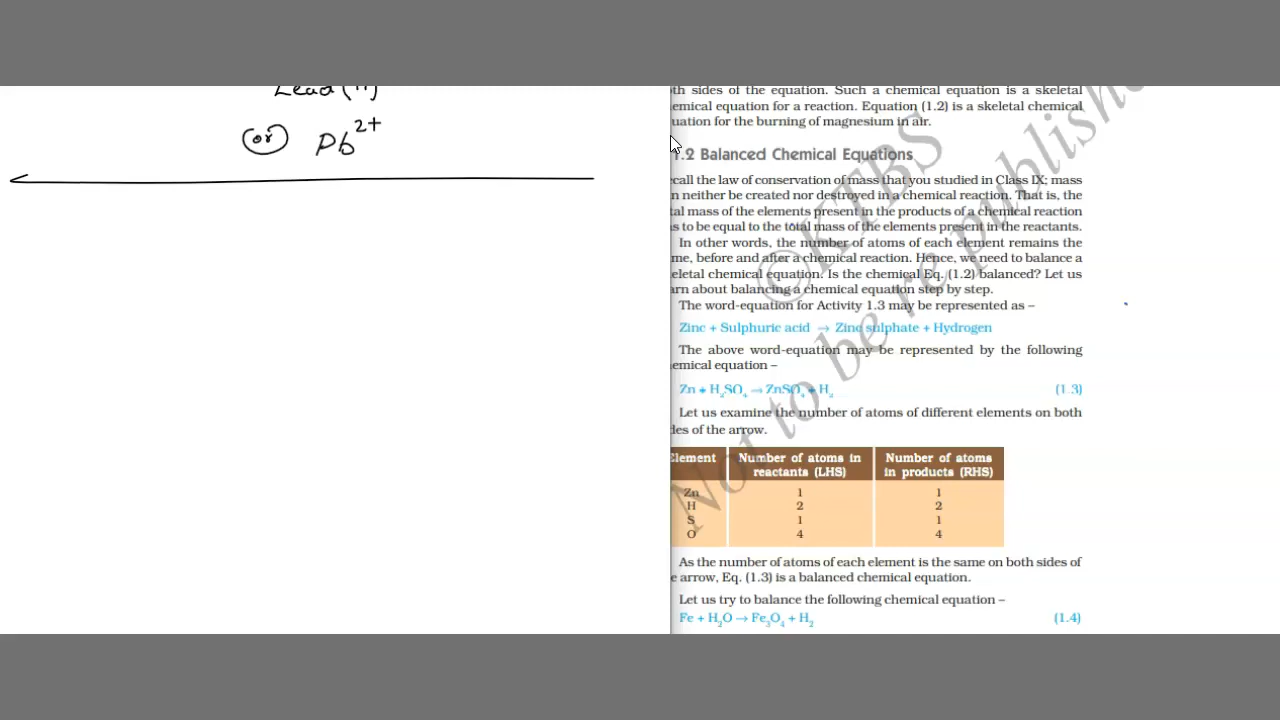 Lead (II)
or Pb2+
th sides of the equation. Such a chemical equation is a skeletal
emical equation for a reaction. Equation (1.2) is a skeletal chemical
uation for the burning of magnesium in air.
1.2 Balanced Chemical Equations
call the law of conservation of mass that you studied in Class IX; mass
n neither be created nor destroyed in a chemical reaction. That is, the
tal mass of the elements present in the products of a chemical reaction
s to be equal to the total mass of the elements present in the reactants.
In other words, the number of atoms of each element remains the
me, before and after a chemical reaction. Hence, we need to balance a
eletal chemical equation. Is the chemical Eq. (1.2) balanced? Let us
arn about balancing a chemical equation step by step.
The word-equation for Activity 1.3 may be represented as –
Zinc + Sulphuric acid → Zinc sulphate + Hydrogen
The above word-equation may be represented by the following
emical equation –
Zn + H2SO4 → ZnSO4 + H2 (1.3)
Let us examine the number of atoms of different elements on both
des of the arrow.
Element Number of atoms in reactants (LHS) Number of atoms in products (RHS)
Zn 1 1
H 2 2
S 1 1
O 4 4
As the number of atoms of each element is the same on both sides of
e arrow, Eq. (1.3) is a balanced chemical equation.
Let us try to balance the following chemical equation –
Fe + H2O → Fe3O4 + H2 (1.4)
©KTBS
Not to be republishe